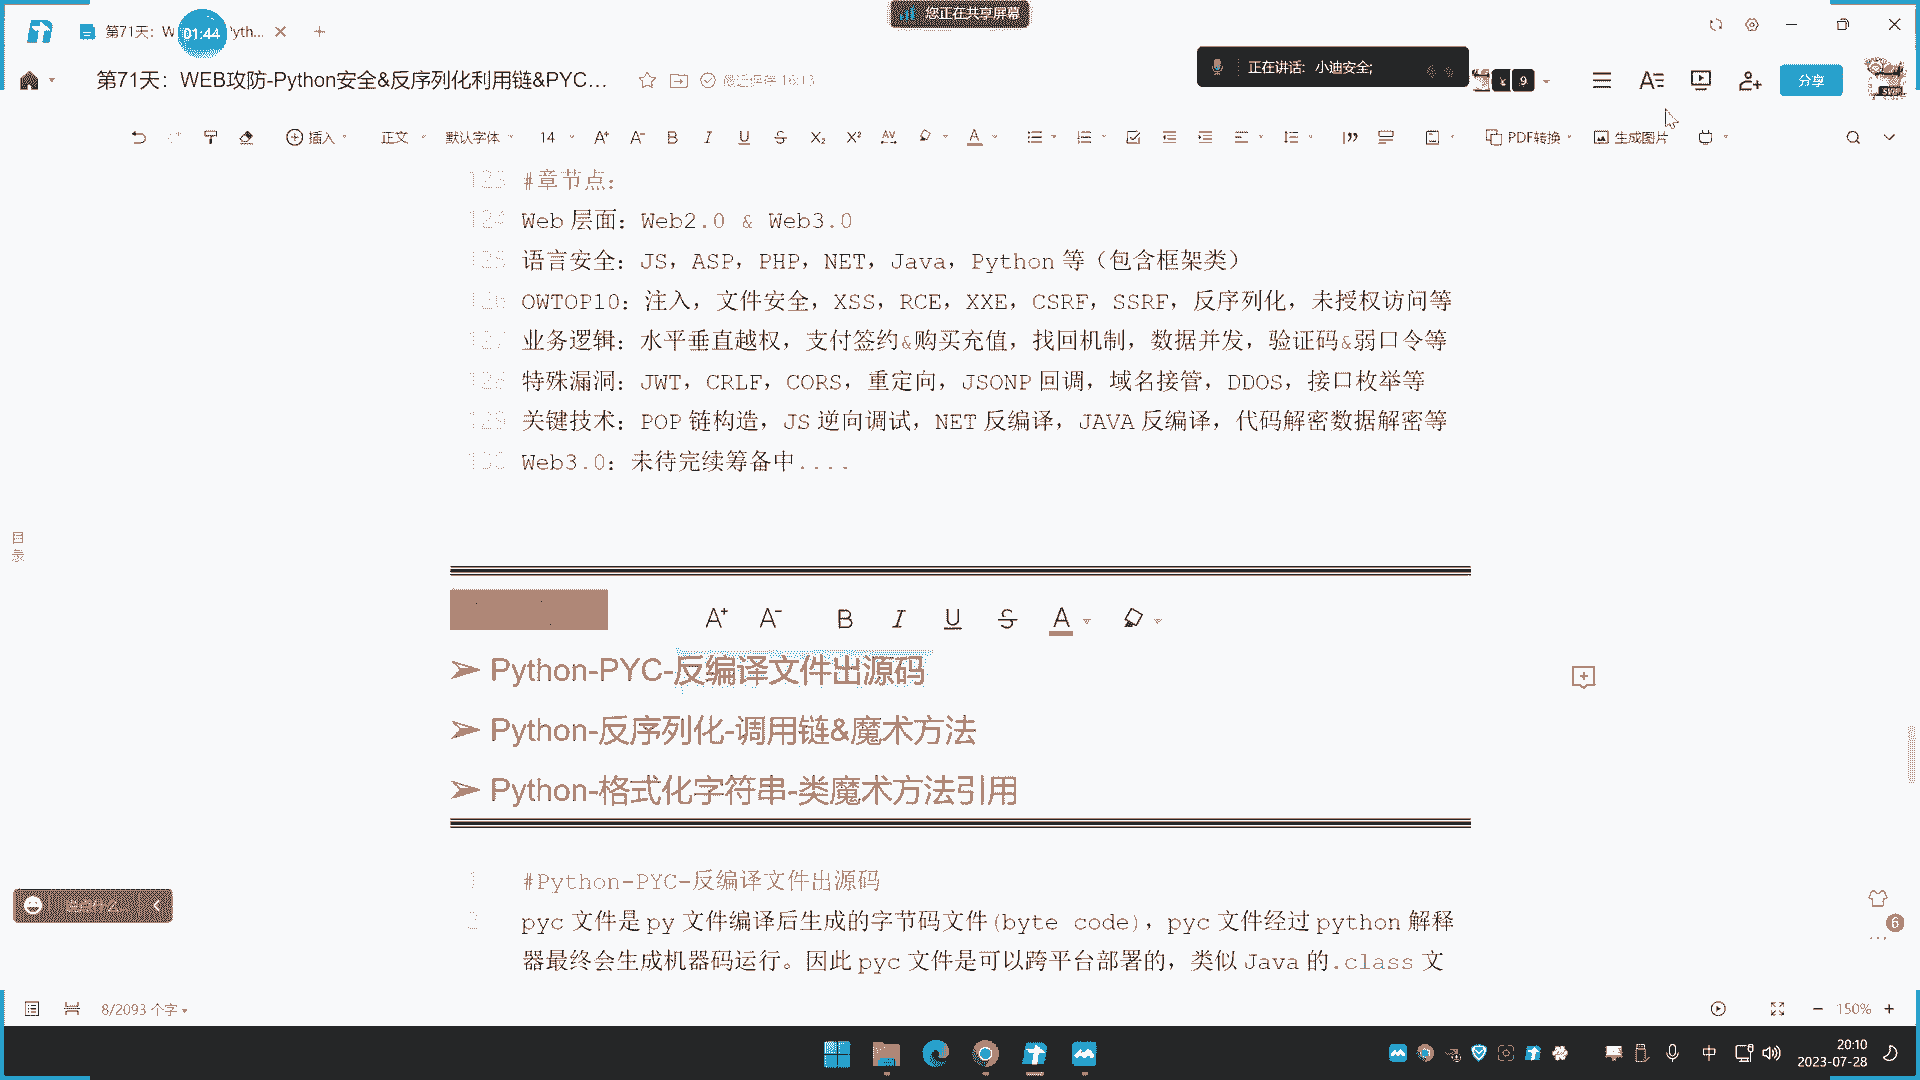 您正在共享屏幕
第71天：W
01:44
yth...
正在讲话：小迪安全;
第71天：WEB攻防-Python安全&反序列化利用链&PYC...
最近保存 16:13
9
分享
插入
正文
默认字体
14
PDF转换
生成图片
123 #章节点：
124 Web 层面：Web2.0 & Web3.0
125 语言安全：JS，ASP，PHP，NET，Java，Python 等（包含框架类）
126 OWTOP10：注入，文件安全，XSS，RCE，XXE，CSRF，SSRF，反序列化，未授权访问等
127 业务逻辑：水平垂直越权，支付签约&购买充值，找回机制，数据并发，验证码&弱口令等
128 特殊漏洞：JWT，CRLF，CORS，重定向，JSONP 回调，域名接管，DDOS，接口枚举等
129 关键技术：POP 链构造，JS 逆向调试，NET 反编译，JAVA 反编译，代码解密数据解密等
130 Web3.0：未待完续筹备中....
目录
➢ Python-PYC-反编译文件出源码
➢ Python-反序列化-调用链&魔术方法
➢ Python-格式化字符串-类魔术方法引用
1 #Python-PYC-反编译文件出源码
2 pyc 文件是 py 文件编译后生成的字节码文件(byte code)，pyc 文件经过 python 解释
器最终会生成机器码运行。因此 pyc 文件是可以跨平台部署的，类似 Java 的.class 文
6
8/2093 个字
150%
中
20:10
2023-07-28